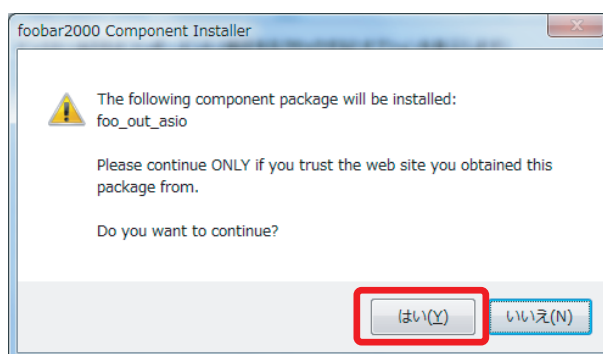 foobar2000 Component Installer
The following component package will be installed:
foo_out_asio
Please continue ONLY if you trust the web site you obtained this
package from.
Do you want to continue?
はい(Y)
いいえ(N)